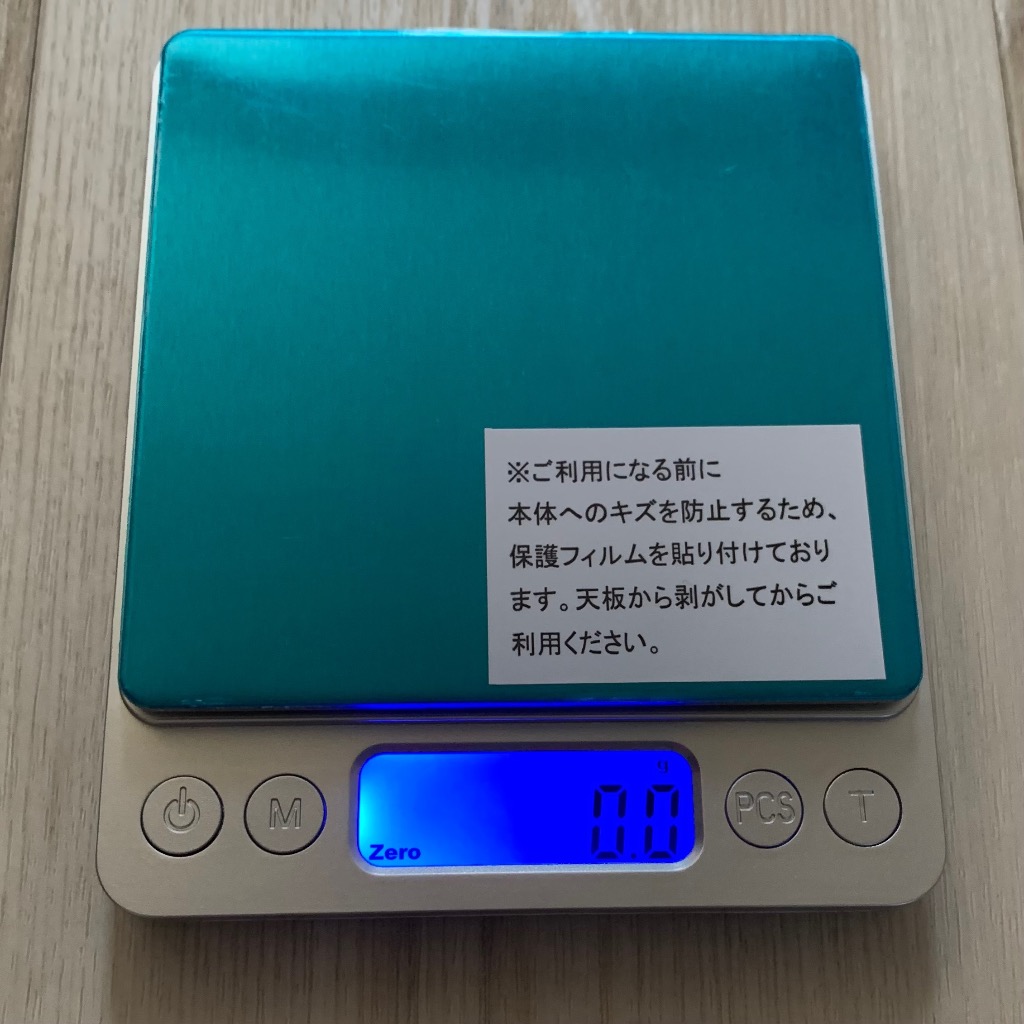 ※ご利用になる前に
本体へのキズを防止するため、
保護フィルムを貼り付けており
ます。天板から剥がしてからご
利用ください。
g
0.0
Zero
M
PCS
T